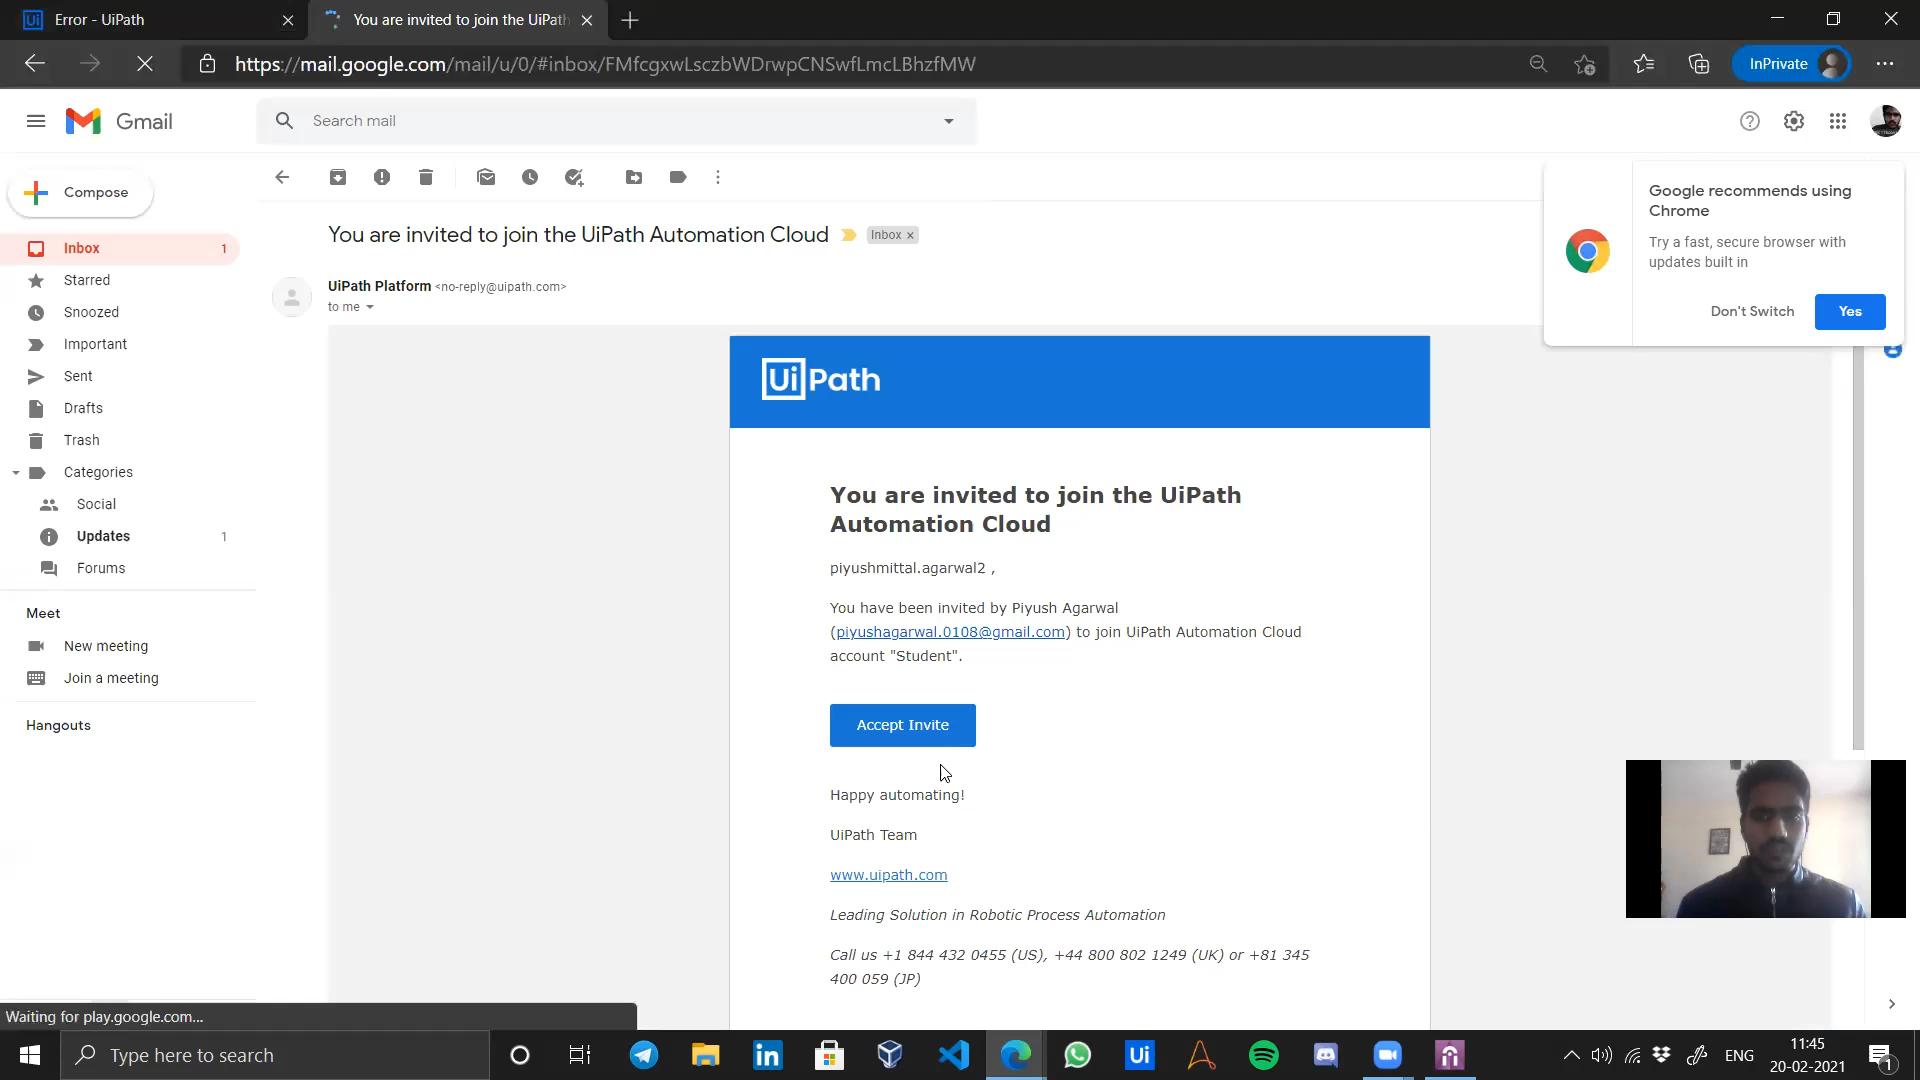 Error - UiPath
You are invited to join the UiPath
https://mail.google.com/mail/u/0/#inbox/FMfcgxwLsczbWDrwpCNSwfLmcLBhzfMW
InPrivate
Gmail
Search mail
Compose
Inbox 1
Starred
Snoozed
Important
Sent
Drafts
Trash
Categories
Social
Updates 1
Forums
Meet
New meeting
Join a meeting
Hangouts
You are invited to join the UiPath Automation Cloud
Inbox x
UiPath Platform <no-reply@uipath.com>
to me
Google recommends using
Chrome
Try a fast, secure browser with
updates built in
Don't Switch
Yes
UiPath
You are invited to join the UiPath
Automation Cloud
piyushmittal.agarwal2 ,
You have been invited by Piyush Agarwal
(piyushagarwal.0108@gmail.com) to join UiPath Automation Cloud
account "Student".
Accept Invite
Happy automating!
UiPath Team
www.uipath.com
Leading Solution in Robotic Process Automation
Call us +1 844 432 0455 (US), +44 800 802 1249 (UK) or +81 345
400 059 (JP)
Waiting for play.google.com...
Type here to search
ENG
11:45
20-02-2021
1